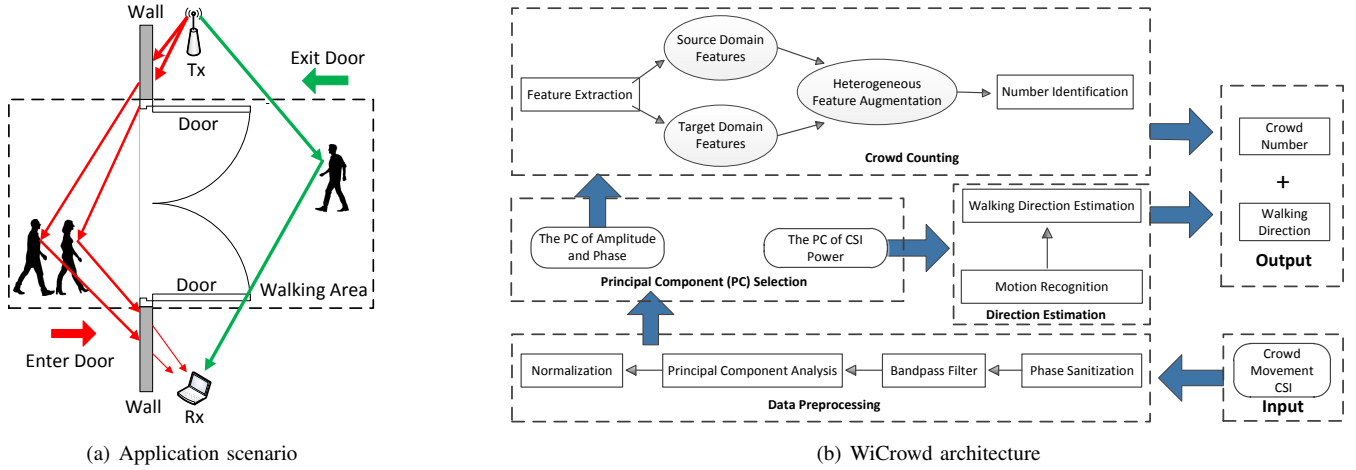 Wall
Tx
Exit Door
Door
Door
Walking Area
Enter Door
Wall
Rx
(a) Application scenario
Source Domain
Features
Feature Extraction
Heterogeneous
Feature Augmentation
Number Identification
Target Domain
Features
Crowd Counting
Crowd
Number
+
Walking
Direction
Output
The PC of Amplitude
and Phase
The PC of CSI
Power
Principal Component (PC) Selection
Walking Direction Estimation
Motion Recognition
Direction Estimation
Normalization
Principal Component Analysis
Bandpass Filter
Phase Sanitization
Data Preprocessing
Crowd
Movement
CSI
Input
(b) WiCrowd architecture